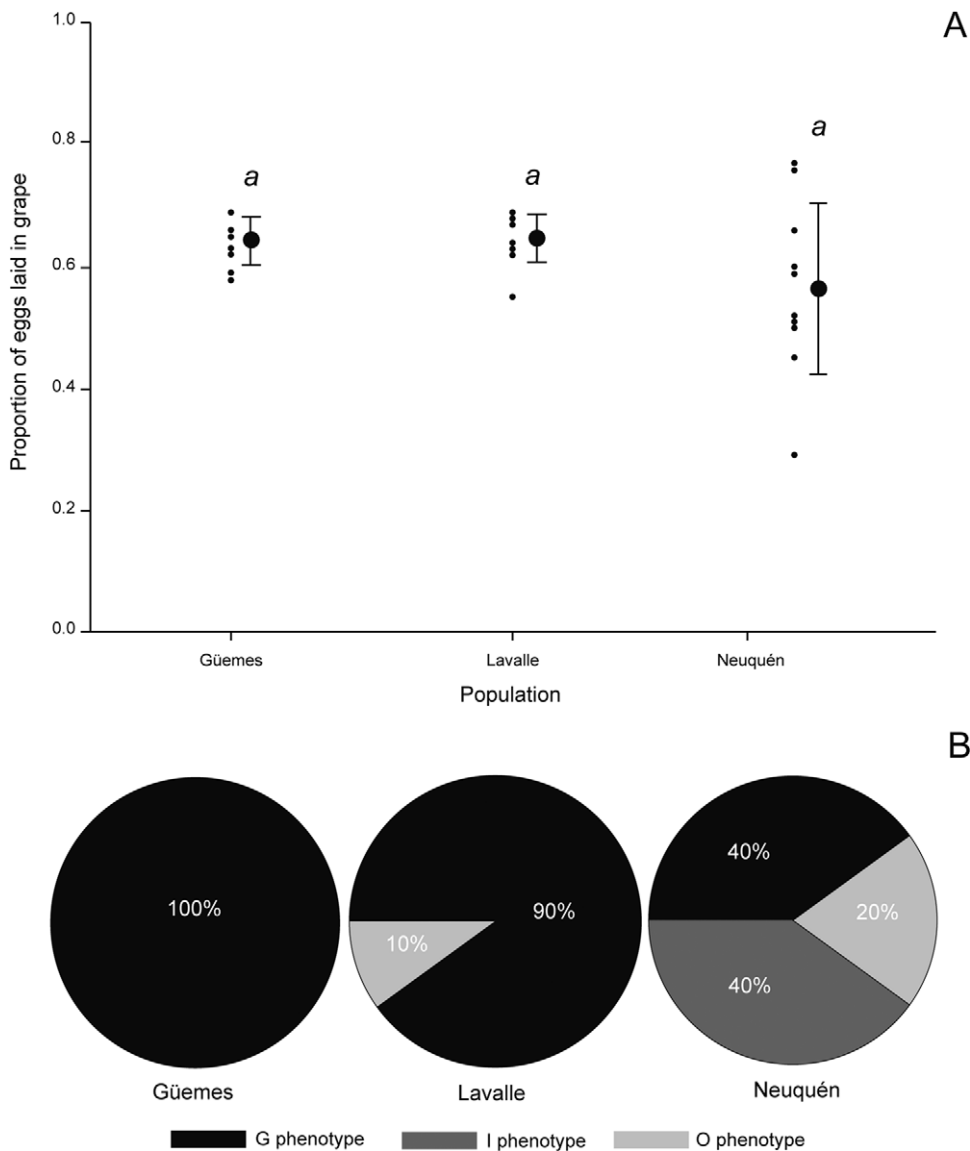 A
1.0
0.8
0.6
0.4
0.2
0.0
Proportion of eggs laid in grape
a
a
a
Güemes
Lavalle
Neuquén
Population
B
100%
90%
10%
40%
20%
40%
Güemes
Lavalle
Neuquén
G phenotype
I phenotype
O phenotype